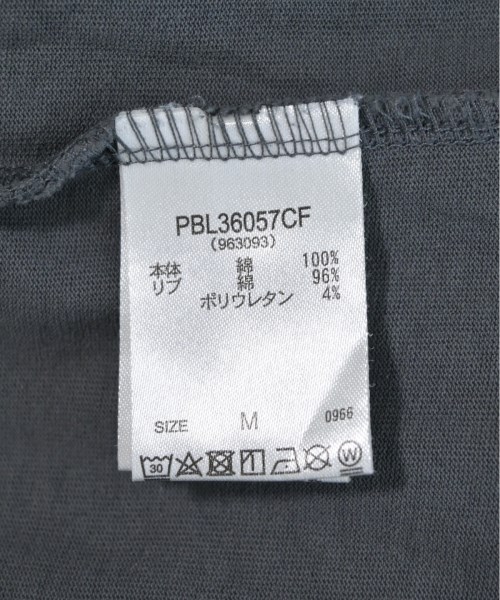 PBL36057CF
(963093)
本体 綿 100%
リブ 綿 96%
ポリウレタン 4%
SIZE M 0966
30 W